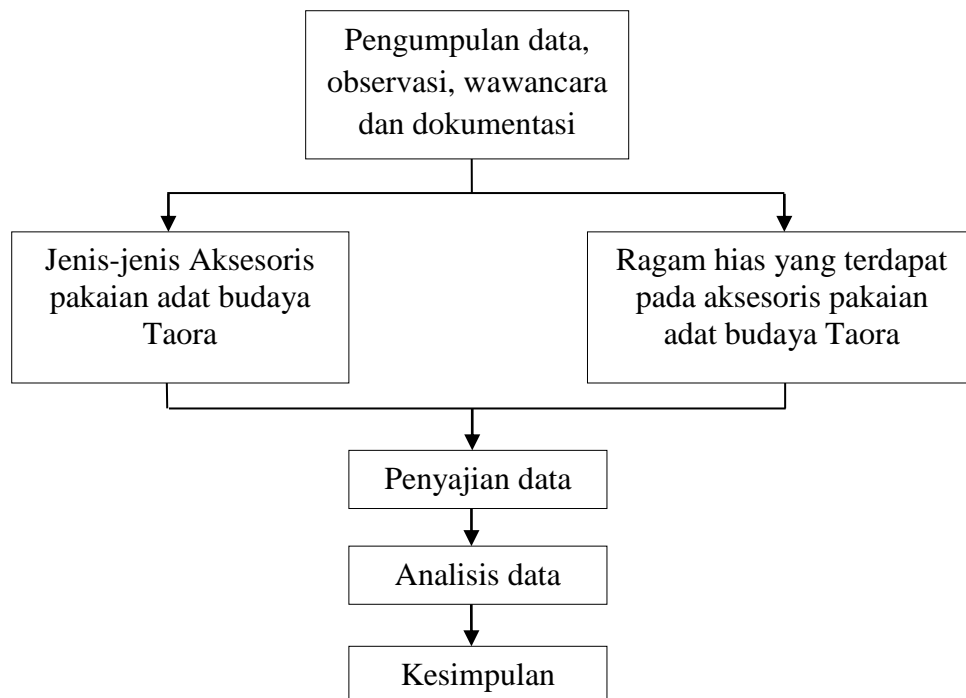 Pengumpulan data,
observasi, wawancara
dan dokumentasi
Jenis-jenis Aksesoris
pakaian adat budaya
Taora
Ragam hias yang terdapat
pada aksesoris pakaian
adat budaya Taora
Penyajian data
Analisis data
Kesimpulan